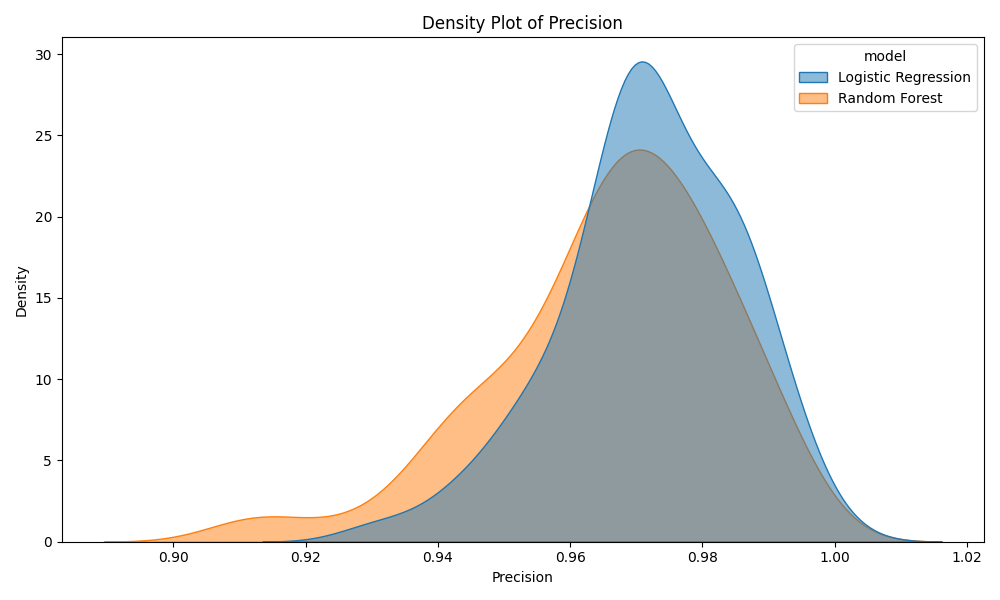 Density Plot of Precision
model
Logistic Regression
Random Forest
Density
30
25
20
15
10
5
0
0.90 0.92 0.94 0.96 0.98 1.00 1.02
Precision